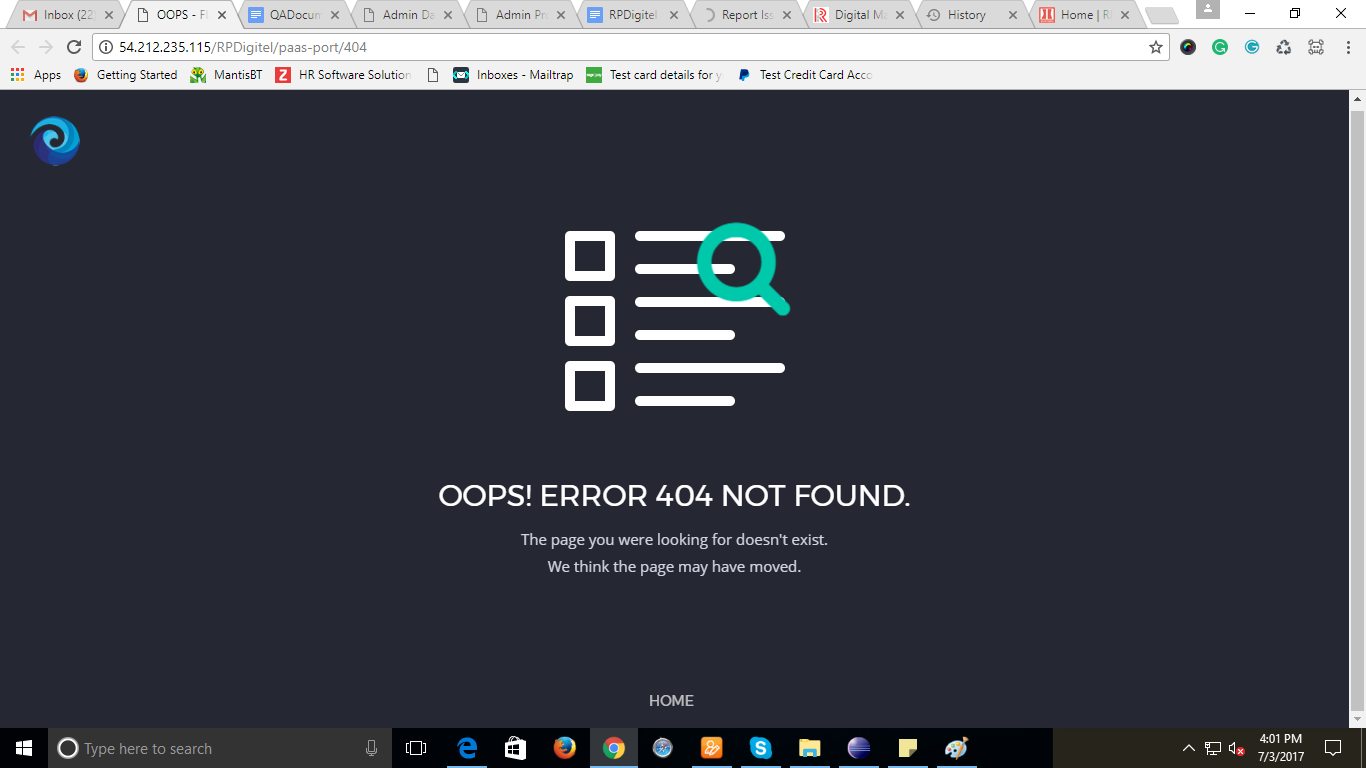 Inbox (22
OOPS - F
QADocum
Admin Da
Admin Pr
RPDigitel
Report Iss
Digital Ma
History
Home | R
54.212.235.115/RPDigitel/paas-port/404
Apps
Getting Started
MantisBT
HR Software Solution
Inboxes - Mailtrap
Test card details for y
Test Credit Card Acco
OOPS! ERROR 404 NOT FOUND.
The page you were looking for doesn't exist.
We think the page may have moved.
HOME
Type here to search
4:01 PM
7/3/2017